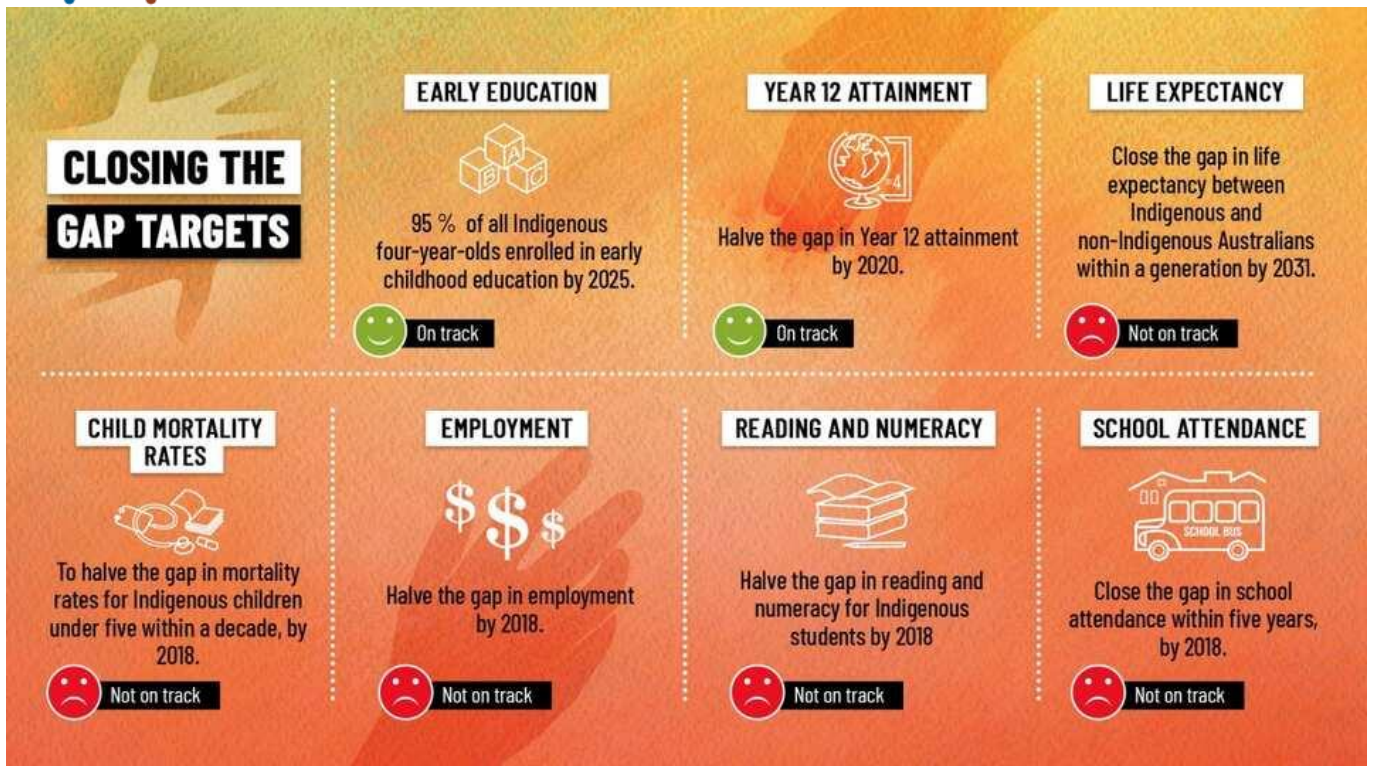 CLOSING THE
GAP TARGETS
EARLY EDUCATION
A
B C
95 % of all Indigenous
four-year-olds enrolled in early
childhood education by 2025.
On track
YEAR 12 ATTAINMENT
=4
Halve the gap in Year 12 attainment
by 2020.
On track
LIFE EXPECTANCY
Close the gap in life
expectancy between
Indigenous and
non-Indigenous Australians
within a generation by 2031.
Not on track
CHILD MORTALITY
RATES
To halve the gap in mortality
rates for Indigenous children
under five within a decade, by
2018.
Not on track
EMPLOYMENT
$ $ $
Halve the gap in employment
by 2018.
Not on track
READING AND NUMERACY
Halve the gap in reading and
numeracy for Indigenous
students by 2018
Not on track
SCHOOL ATTENDANCE
SCHOOL BUS
Close the gap in school
attendance within five years,
by 2018.
Not on track